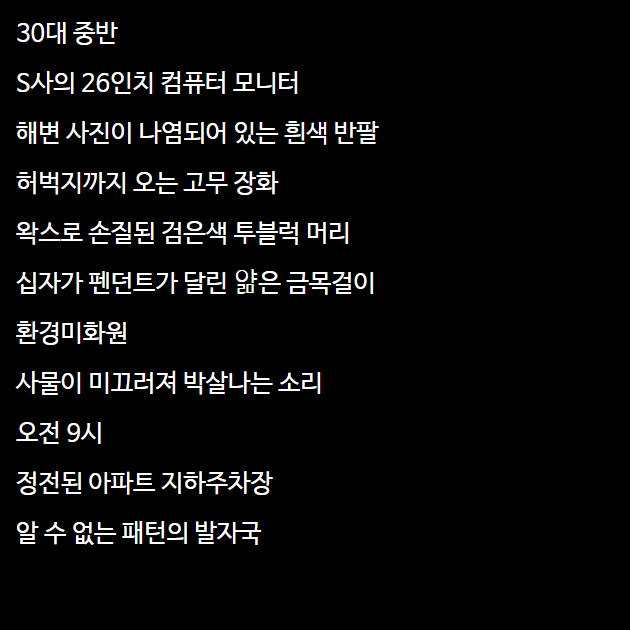 30대 중반
S사의 26인치 컴퓨터 모니터
해변 사진이 나염되어 있는 흰색 반팔
허벅지까지 오는 고무 장화
왁스로 손질된 검은색 투블럭 머리
십자가 펜던트가 달린 얇은 금목걸이
환경미화원
사물이 미끄러져 박살나는 소리
오전 9시
정전된 아파트 지하주차장
알 수 없는 패턴의 발자국